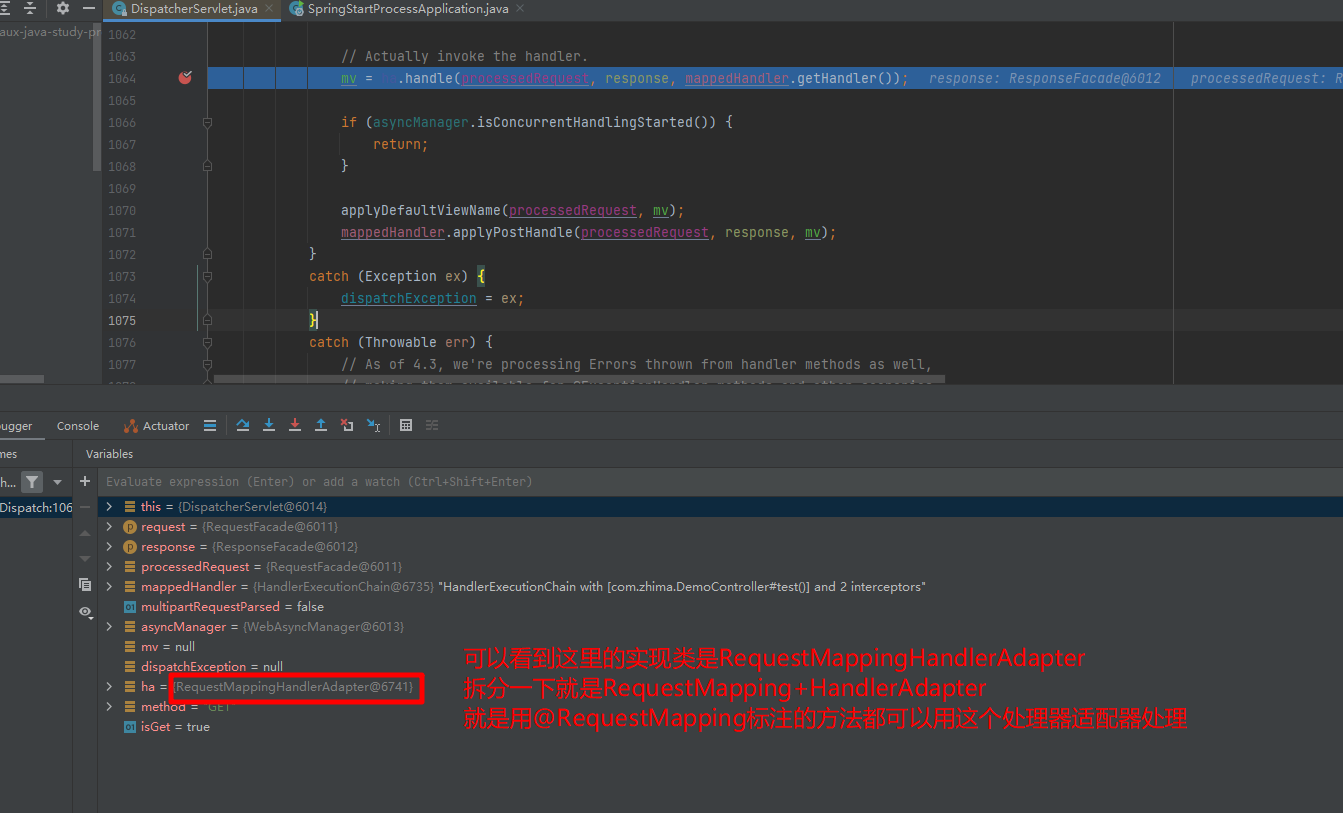 DispatcherServlet.java
SpringStartProcessApplication.java
aux-java-study-pr
1062
1063 // Actually invoke the handler.
1064 mv = .handle(processedRequest, response, mappedHandler.getHandler()); response: ResponseFacade@6012 processedRequest: R
1065
1066 if (asyncManager.isConcurrentHandlingStarted()) {
1067 return;
1068 }
1069
1070 applyDefaultViewName(processedRequest, mv);
1071 mappedHandler.applyPostHandle(processedRequest, response, mv);
1072 }
1073 catch (Exception ex) {
1074 dispatchException = ex;
1075 }
1076 catch (Throwable err) {
1077 // As of 4.3, we're processing Errors thrown from handler methods as well,
ugger Console Actuator
mes Variables
h... Evaluate expression (Enter) or add a watch (Ctrl+Shift+Enter)
Dispatch:106
this = {DispatcherServlet@6014}
request = {RequestFacade@6011}
response = {ResponseFacade@6012}
processedRequest = {RequestFacade@6011}
mappedHandler = {HandlerExecutionChain@6735} "HandlerExecutionChain with [com.zhima.DemoController#test()] and 2 interceptors"
multipartRequestParsed = false
asyncManager = {WebAsyncManager@6013}
mv = null
dispatchException = null
ha = {RequestMappingHandlerAdapter@6741}
method = "GET"
isGet = true
可以看到这里的实现类是RequestMappingHandlerAdapter
拆分一下就是RequestMapping+HandlerAdapter
就是用@RequestMapping标注的方法都可以用这个处理器适配器处理